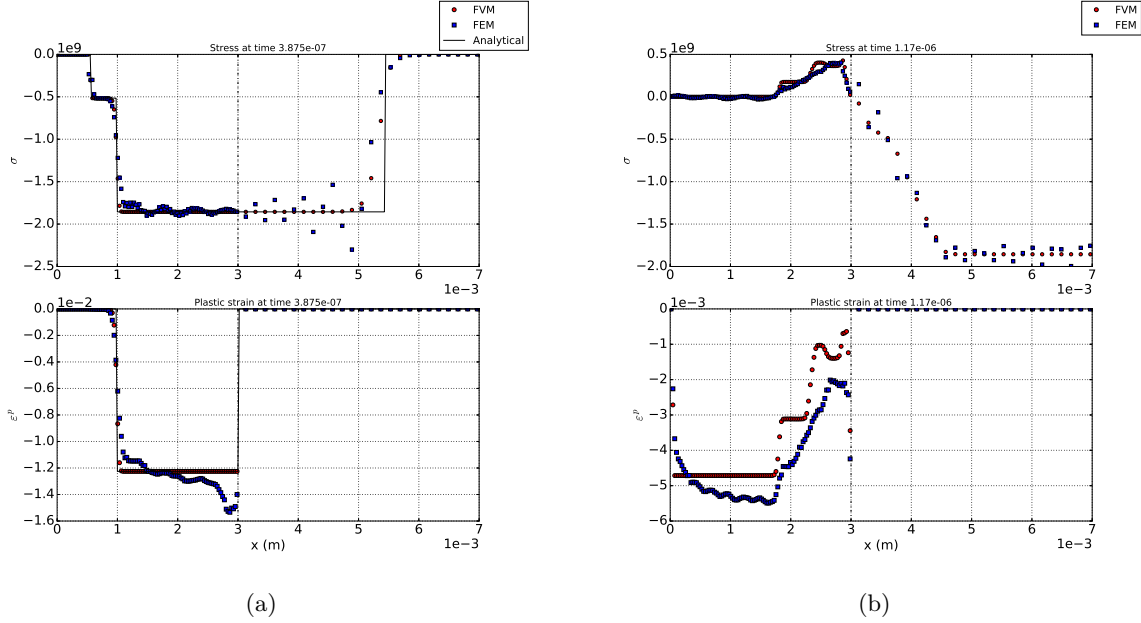 FVM
FEM
Analytical
1e9
Stress at time 3.875e-07
0.0
−0.5
−1.0
−1.5
−2.0
−2.5
σ
0 1 2 3 4 5 6 7
1e−3
1e−2
Plastic strain at time 3.875e-07
0.0
−0.2
−0.4
−0.6
−0.8
−1.0
−1.2
−1.4
−1.6
εᵖ
0 1 2 3 4 5 6 7
x (m)
1e−3
(a)
FVM
FEM
1e9
Stress at time 1.17e-06
0.5
0.0
−0.5
−1.0
−1.5
−2.0
σ
0 1 2 3 4 5 6 7
1e−3
1e−3
Plastic strain at time 1.17e-06
0
−1
−2
−3
−4
−5
−6
εᵖ
0 1 2 3 4 5 6 7
x (m)
1e−3
(b)